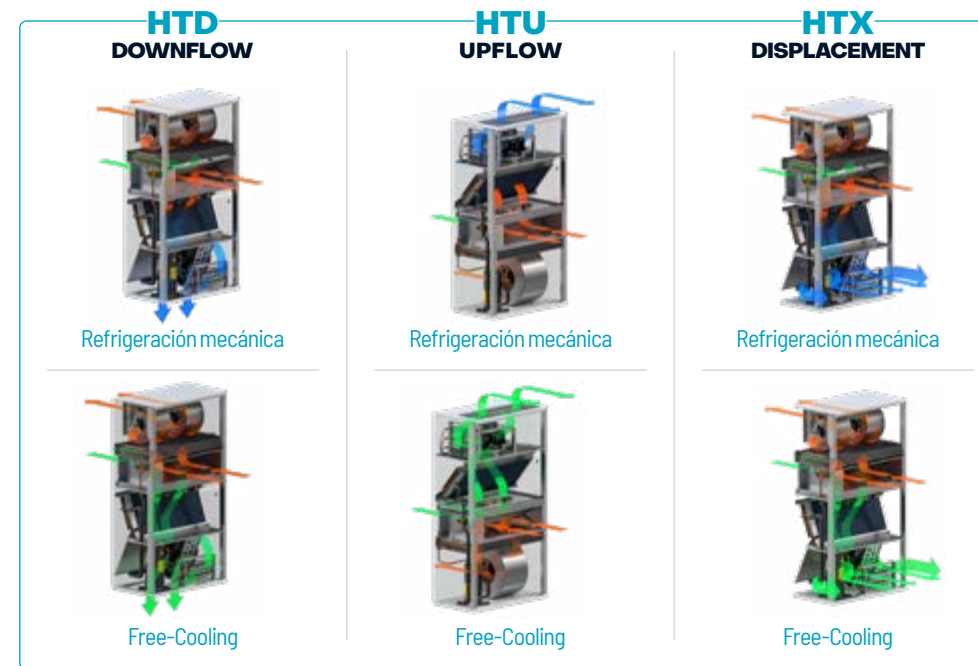 HTD
DOWNFLOW
HTU
UPFLOW
HTX
DISPLACEMENT
Refrigeración mecánica
Refrigeración mecánica
Refrigeración mecánica
Free-Cooling
Free-Cooling
Free-Cooling